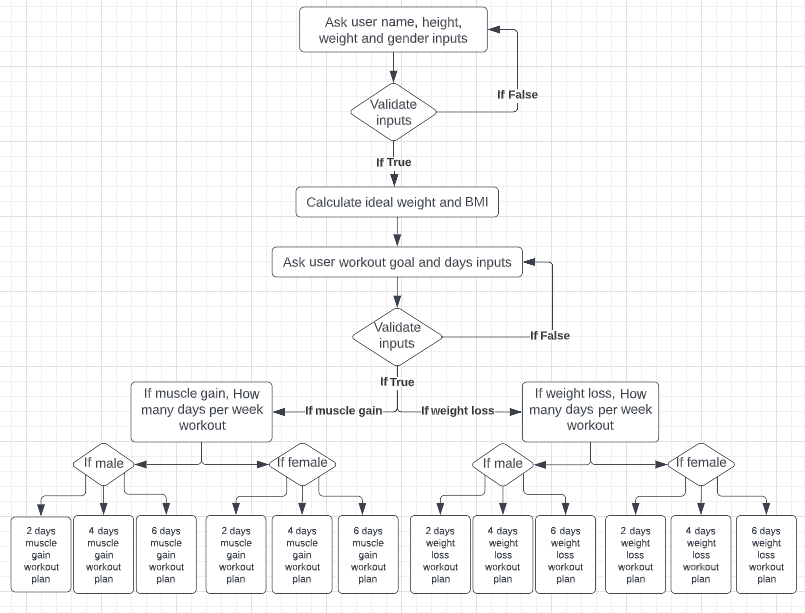 Ask user name, height,
weight and gender inputs
If False
Validate
inputs
If True
Calculate ideal weight and BMI
Ask user workout goal and days inputs
Validate
inputs
If False
If True
If muscle gain, How
many days per week
workout
If muscle gain
If weight loss
If weight loss, How
many days per week
workout
If male
If female
If male
If female
2 days
muscle
gain
workout
plan
4 days
muscle
gain
workout
plan
6 days
muscle
gain
workout
plan
2 days
muscle
gain
workout
plan
4 days
muscle
gain
workout
plan
6 days
muscle
gain
workout
plan
2 days
weight
loss
workout
plan
4 days
weight
loss
workout
plan
6 days
weight
loss
workout
plan
2 days
weight
loss
workout
plan
4 days
weight
loss
workout
plan
6 days
weight
loss
workout
plan